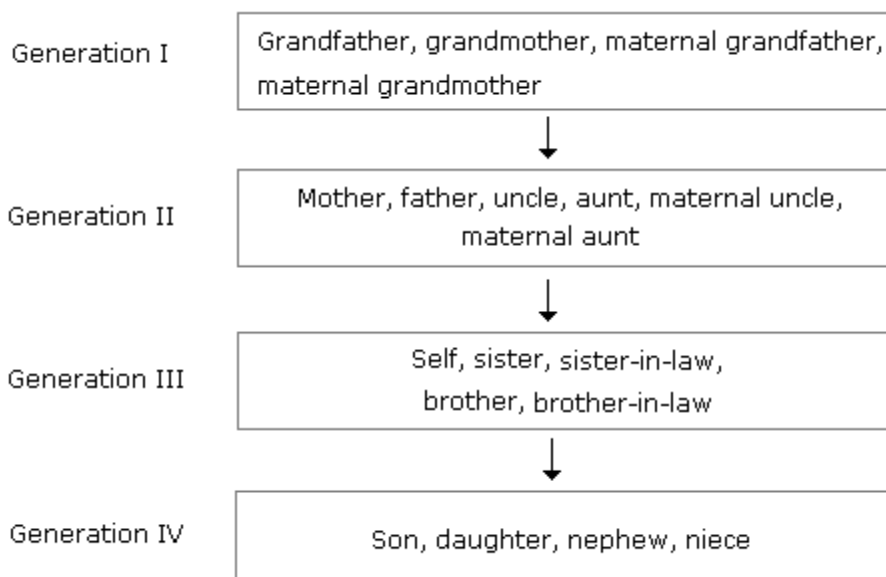 Generation I
Grandfather, grandmother, maternal grandfather,
maternal grandmother
Generation II
Mother, father, uncle, aunt, maternal uncle,
maternal aunt
Generation III
Self, sister, sister-in-law,
brother, brother-in-law
Generation IV
Son, daughter, nephew, niece